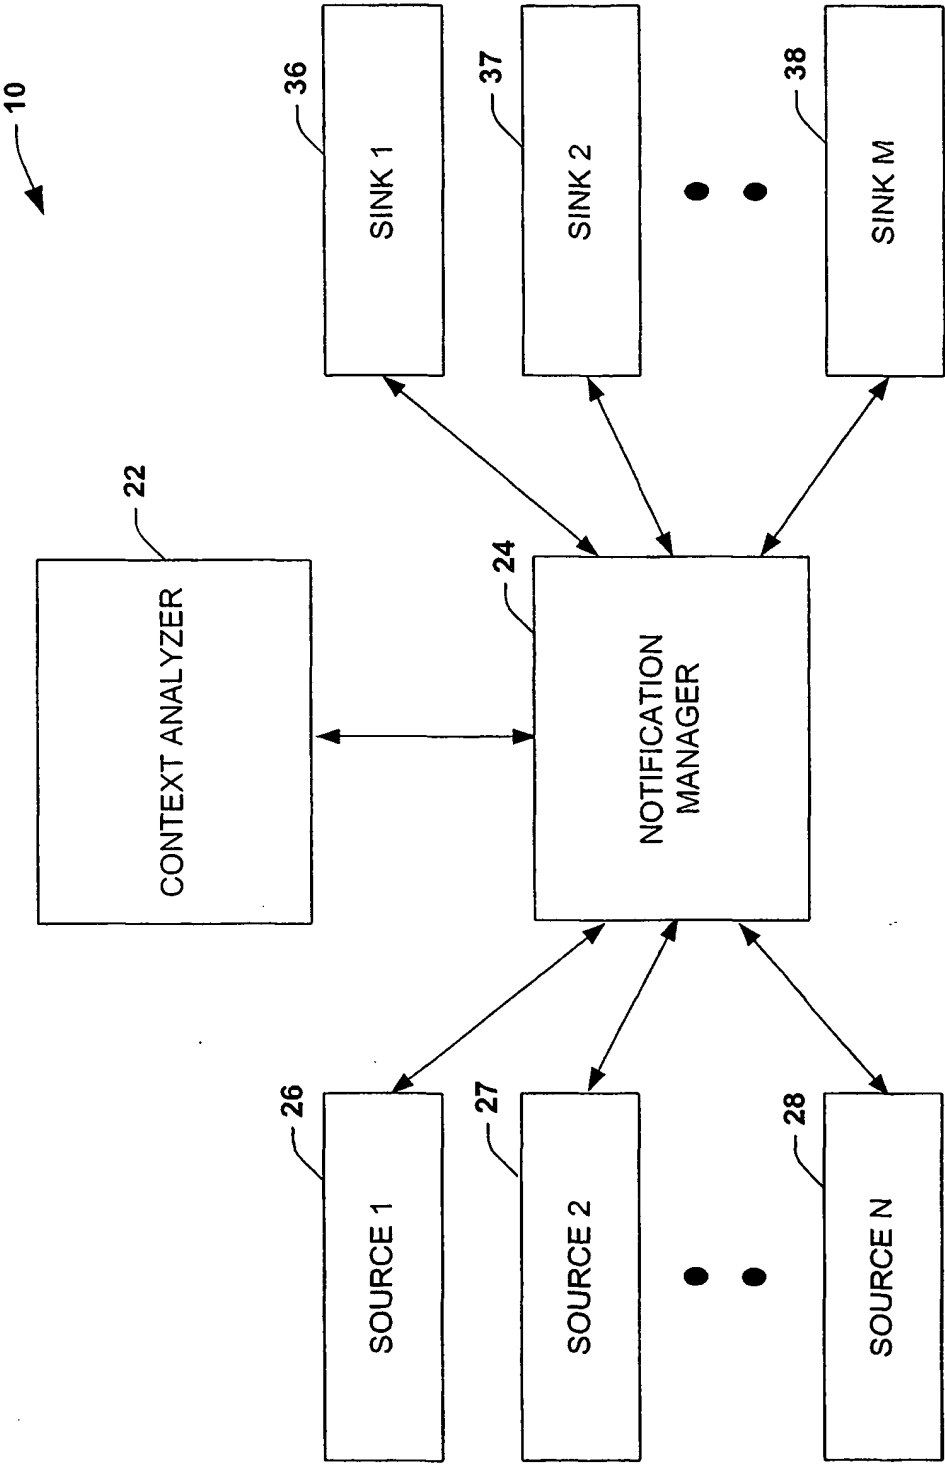 10
22
CONTEXT ANALYZER
26
SOURCE 1
27
SOURCE 2
28
SOURCE N
24
NOTIFICATION
MANAGER
36
SINK 1
37
SINK 2
38
SINK M